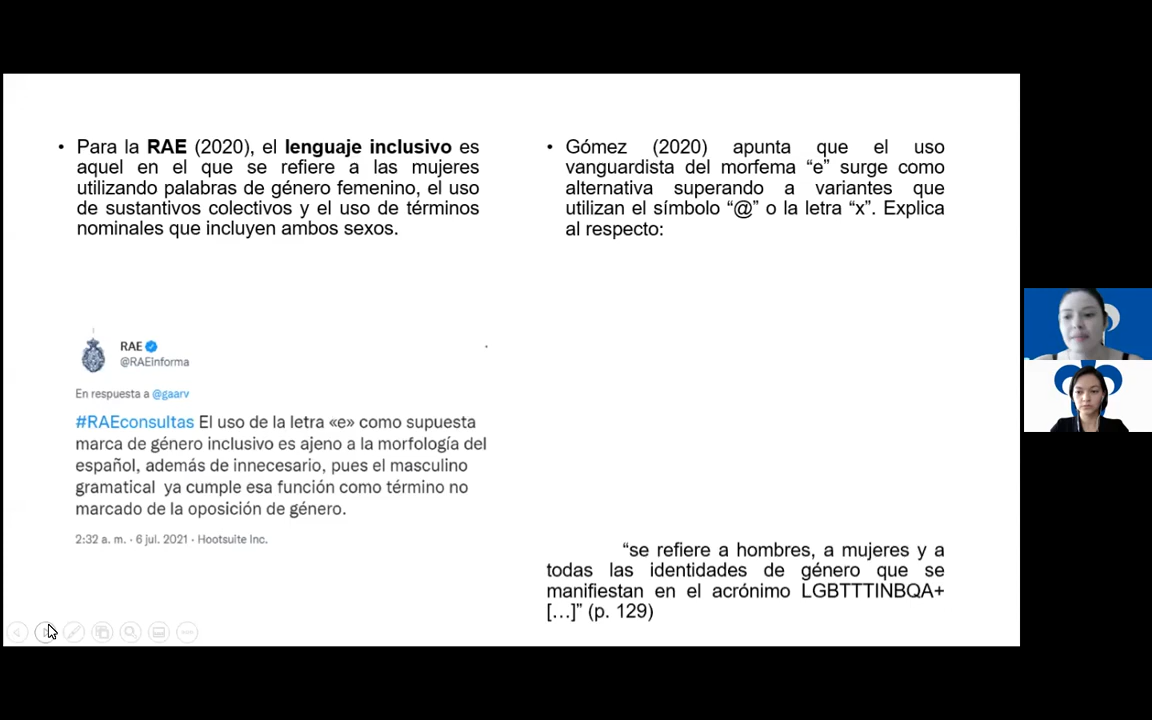 • Para la RAE (2020), el lenguaje inclusivo es
aquel en el que se refiere a las mujeres
utilizando palabras de género femenino, el uso
de sustantivos colectivos y el uso de términos
nominales que incluyen ambos sexos.
RAE
@RAEInforma
En respuesta a @gaarv
#RAEconsultas El uso de la letra «e» como supuesta
marca de género inclusivo es ajeno a la morfología del
español, además de innecesario, pues el masculino
gramatical ya cumple esa función como término no
marcado de la oposición de género.
2:32 a. m. · 6 jul. 2021 · Hootsuite Inc.
• Gómez (2020) apunta que el uso
vanguardista del morfema “e” surge como
alternativa superando a variantes que
utilizan el símbolo “@” o la letra “x”. Explica
al respecto:
“se refiere a hombres, a mujeres y a
todas las identidades de género que se
manifiestan en el acrónimo LGBTTTINBQA+
[…]” (p. 129)